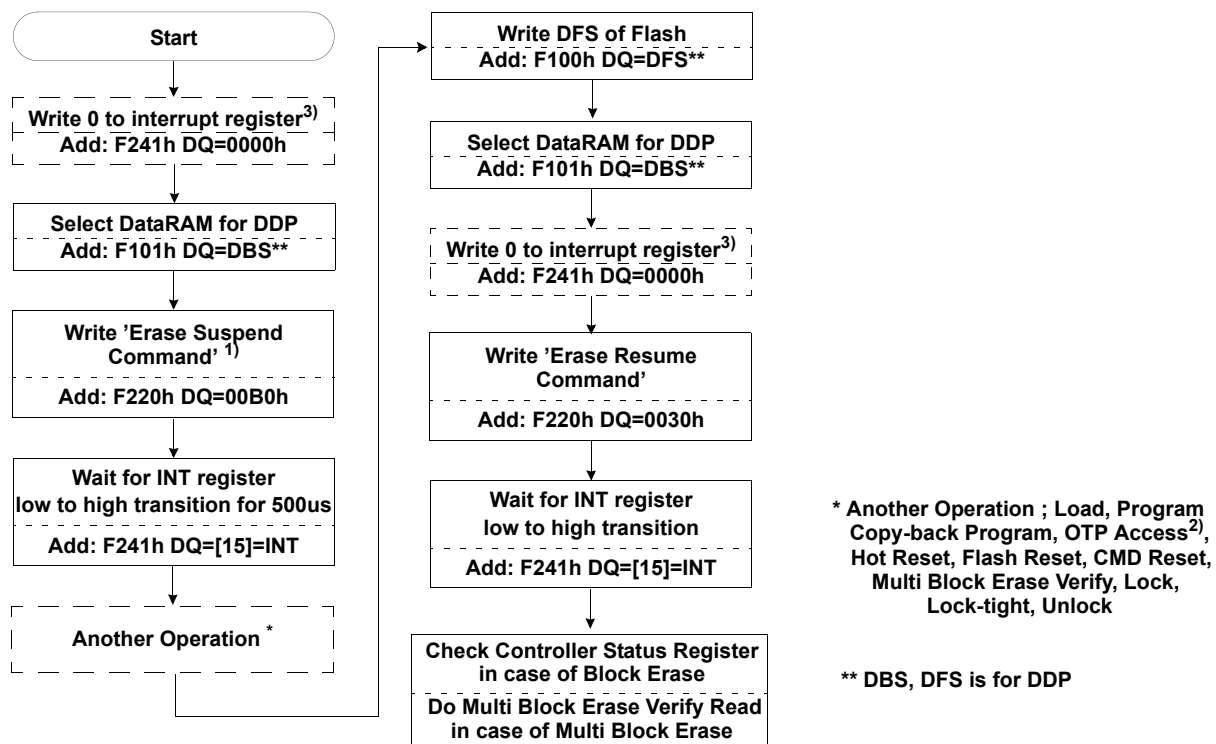 Start
Write 0 to interrupt register3)
Add: F241h DQ=0000h
Select DataRAM for DDP
Add: F101h DQ=DBS**
Write ’Erase Suspend
Command’ 1)
Add: F220h DQ=00B0h
Wait for INT register
low to high transition for 500us
Add: F241h DQ=[15]=INT
Another Operation *
Write DFS of Flash
Add: F100h DQ=DFS**
Select DataRAM for DDP
Add: F101h DQ=DBS**
Write 0 to interrupt register3)
Add: F241h DQ=0000h
Write ’Erase Resume
Command’
Add: F220h DQ=0030h
Wait for INT register
low to high transition
Add: F241h DQ=[15]=INT
Check Controller Status Register
in case of Block Erase
Do Multi Block Erase Verify Read
in case of Multi Block Erase
* Another Operation ; Load, Program
Copy-back Program, OTP Access2),
Hot Reset, Flash Reset, CMD Reset,
Multi Block Erase Verify, Lock,
Lock-tight, Unlock
** DBS, DFS is for DDP